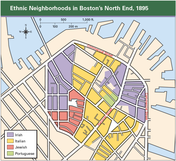 Ethnic Neighborhoods in Boston's North End, 1895
Irish
Italian
Jewish
Portuguese